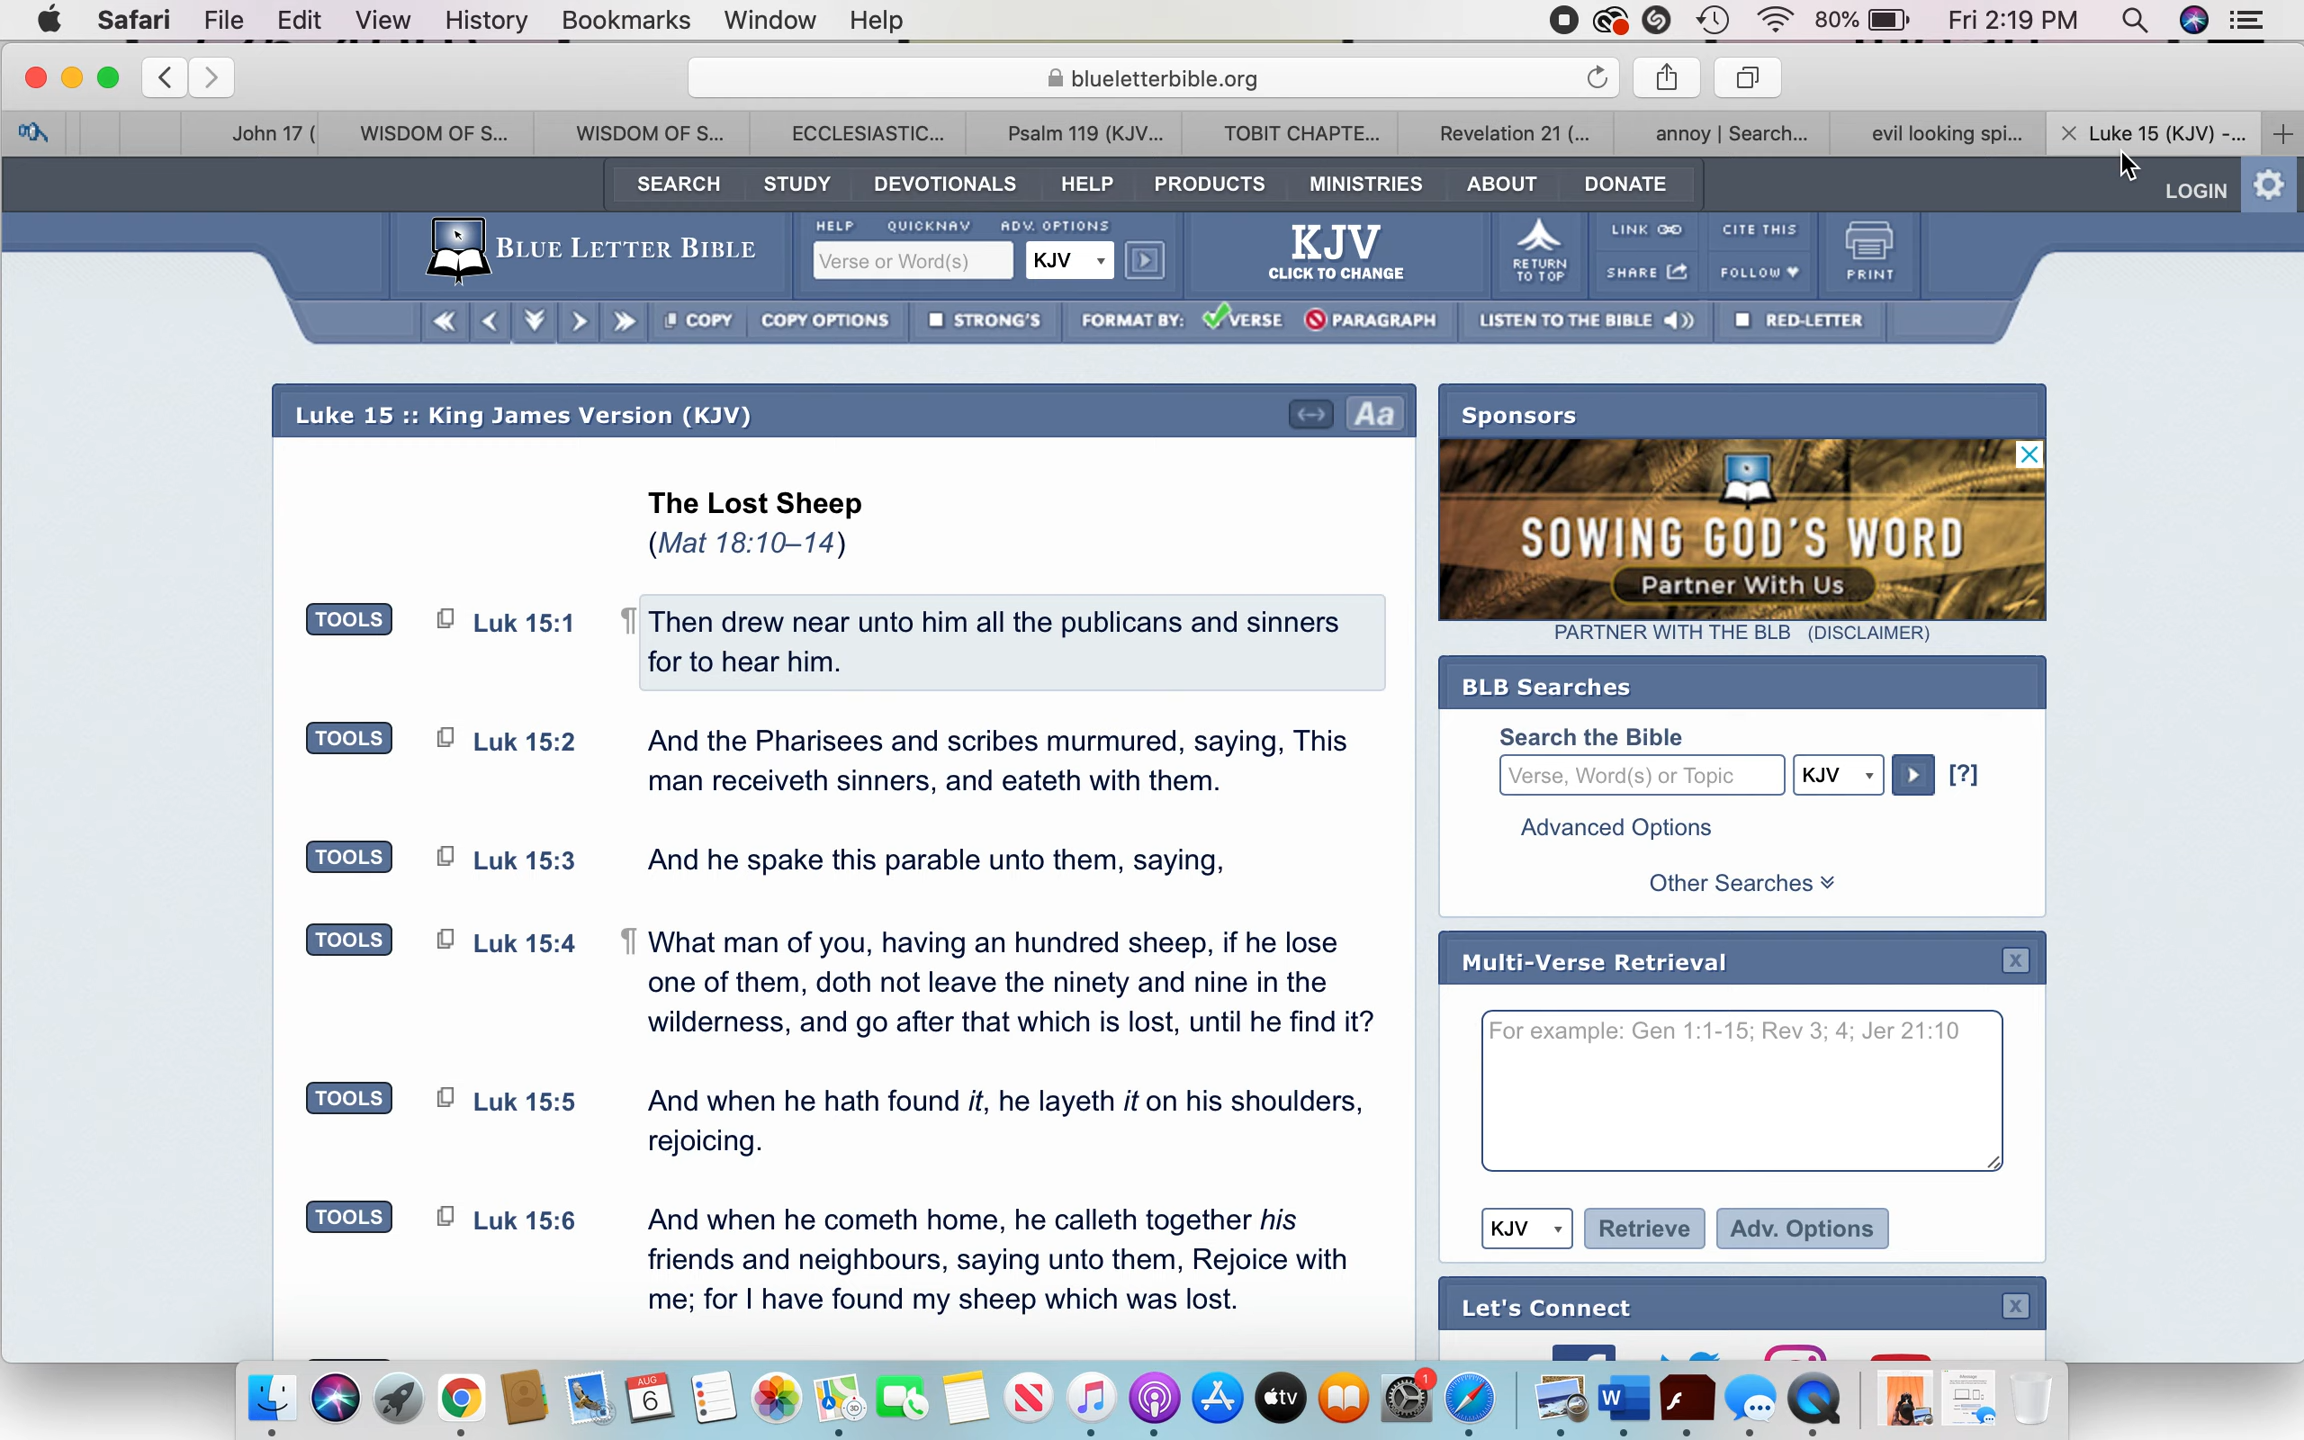 Safari File Edit View History Bookmarks Window Help 80% Fri 2:19 PM
blueletterbible.org
John 17 ( WISDOM OF S... WISDOM OF S... ECCLESIASTIC... Psalm 119 (KJV... TOBIT CHAPTE... Revelation 21 (... annoy | Search... evil looking spi... Luke 15 (KJV) -...
SEARCH STUDY DEVOTIONALS HELP PRODUCTS MINISTRIES ABOUT DONATE LOGIN
BLUE LETTER BIBLE
HELP QUICKNAV ADV. OPTIONS
Verse or Word(s) KJV
KJV
CLICK TO CHANGE
RETURN
TO TOP
LINK CITE THIS
SHARE FOLLOW
PRINT
COPY COPY OPTIONS STRONG'S FORMAT BY: VERSE PARAGRAPH LISTEN TO THE BIBLE RED-LETTER
Luke 15 :: King James Version (KJV) Aa
The Lost Sheep
(Mat 18:10–14)
TOOLS Luk 15:1 ¶ Then drew near unto him all the publicans and sinners
for to hear him.
TOOLS Luk 15:2 And the Pharisees and scribes murmured, saying, This
man receiveth sinners, and eateth with them.
TOOLS Luk 15:3 And he spake this parable unto them, saying,
TOOLS Luk 15:4 ¶ What man of you, having an hundred sheep, if he lose
one of them, doth not leave the ninety and nine in the
wilderness, and go after that which is lost, until he find it?
TOOLS Luk 15:5 And when he hath found it, he layeth it on his shoulders,
rejoicing.
TOOLS Luk 15:6 And when he cometh home, he calleth together his
friends and neighbours, saying unto them, Rejoice with
me; for I have found my sheep which was lost.
Sponsors
SOWING GOD'S WORD
Partner With Us
PARTNER WITH THE BLB (DISCLAIMER)
BLB Searches
Search the Bible
Verse, Word(s) or Topic KJV [?]
Advanced Options
Other Searches
Multi-Verse Retrieval X
For example: Gen 1:1-15; Rev 3; 4; Jer 21:10
KJV Retrieve Adv. Options
Let's Connect X
AUG
6
3D
tv
1
W